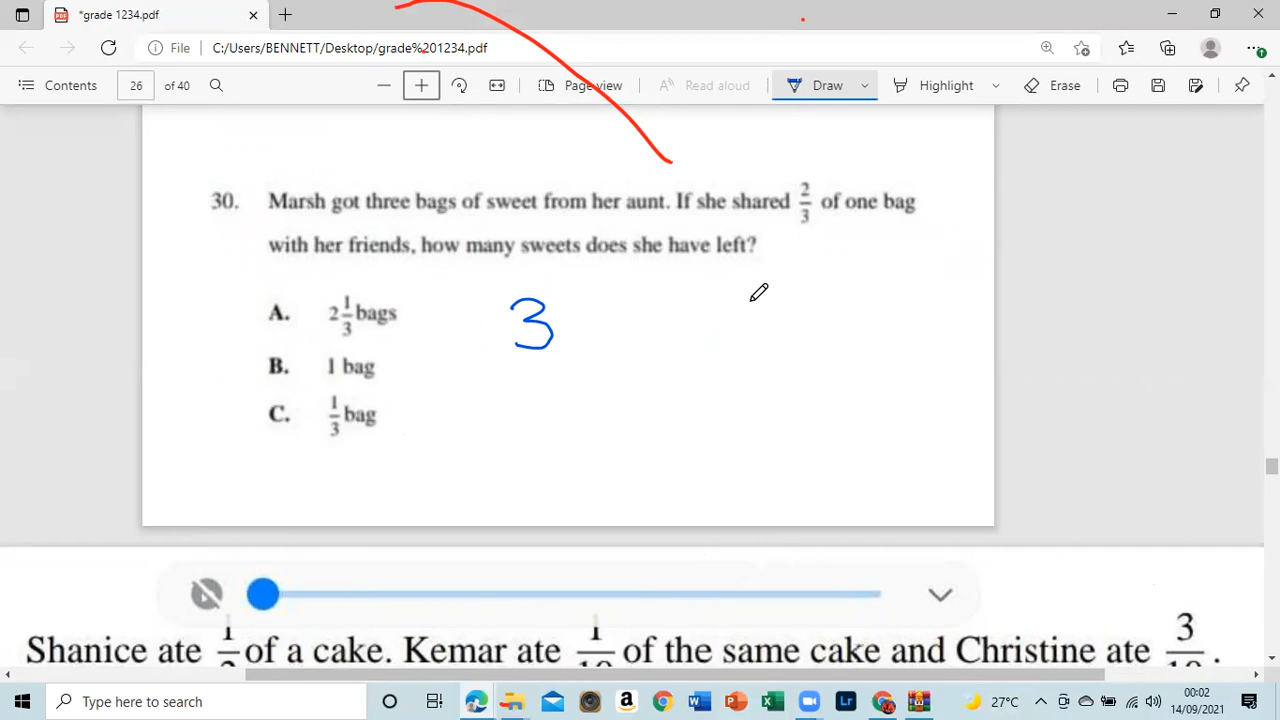 *grade 1234.pdf
File C:/Users/BENNETT/Desktop/grade%201234.pdf
Contents 26 of 40 Page view Read aloud Draw Highlight Erase
30. Marsh got three bags of sweet from her aunt. If she shared 2/3 of one bag
with her friends, how many sweets does she have left?
A. 2 1/3 bags
3
B. 1 bag
C. 1/3 bag
Shanice ate of a cake. Kemar ate of the same cake and Christine ate .
Type here to search 27°C 00:02
14/09/2021